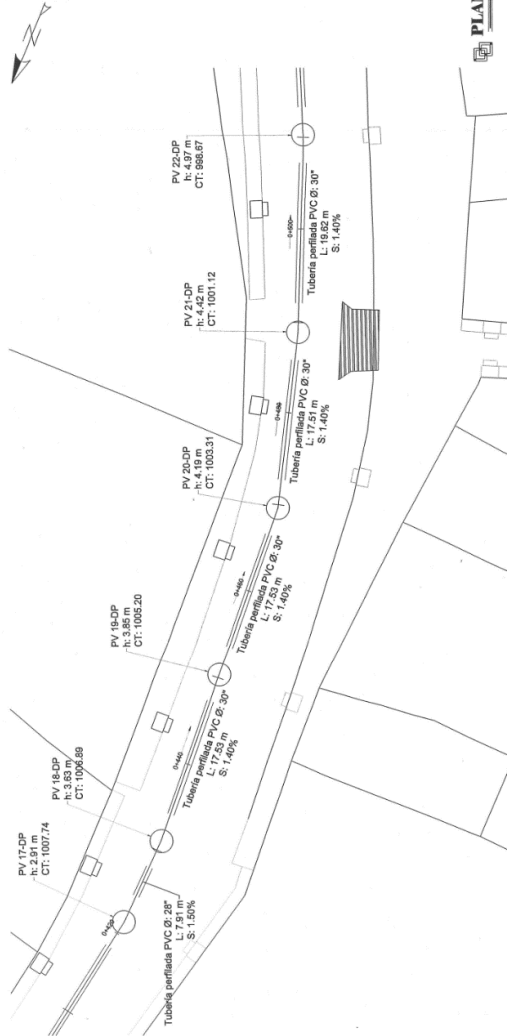 PV 17-DP
h: 2.91 m
CT: 1007.74
PV 18-DP
h: 3.63 m
CT: 1006.89
PV 19-DP
h: 3.85 m
CT: 1005.20
PV 20-DP
h: 4.19 m
CT: 1003.31
PV 21-DP
h: 4.42 m
CT: 1001.12
PV 22-DP
h: 4.97 m
CT: 998.67
0+420
0+440
0+460
0+500
Tubería perfilada PVC Ø: 28"
L: 7.91 m
S: 1.50%
Tubería perfilada PVC Ø: 30"
L: 17.53 m
S: 1.40%
Tubería perfilada PVC Ø: 30"
L: 17.53 m
S: 1.40%
Tubería perfilada PVC Ø: 30"
L: 17.51 m
S: 1.40%
Tubería perfilada PVC Ø: 30"
L: 19.62 m
S: 1.40%